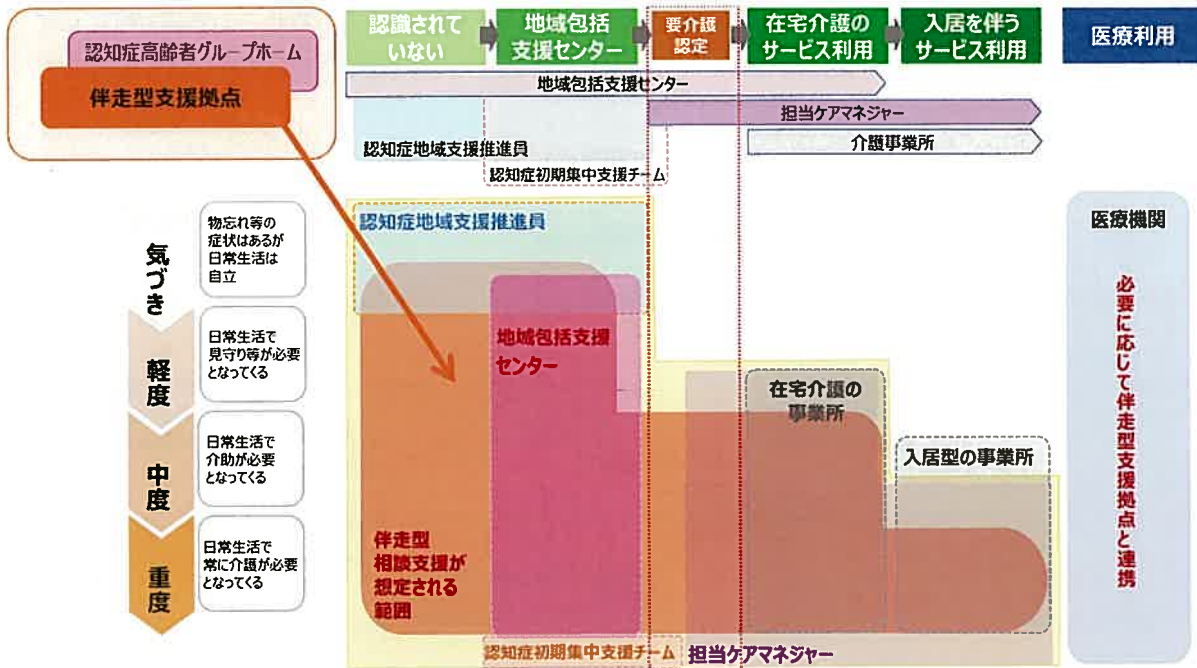 認知症高齢者グループホーム
伴走型支援拠点
認識されて
いない
地域包括
支援センター
要介護
認定
在宅介護の
サービス利用
入居を伴う
サービス利用
医療利用
地域包括支援センター
担当ケアマネジャー
介護事業所
認知症地域支援推進員
認知症初期集中支援チーム
気づき
物忘れ等の
症状はあるが
日常生活は
自立
軽度
日常生活で
見守り等が必要
となってくる
中度
日常生活で
介助が必要
となってくる
重度
日常生活で
常に介護が必要
となってくる
認知症地域支援推進員
地域包括支援
センター
伴走型
相談支援が
想定される
範囲
在宅介護の
事業所
入居型の事業所
認知症初期集中支援チーム
担当ケアマネジャー
医療機関
必要に応じて伴走型支援拠点と連携